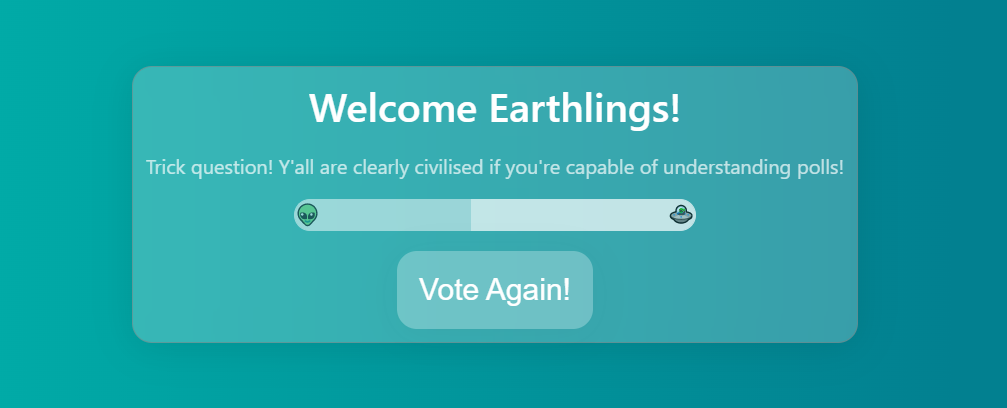 Welcome Earthlings!
Trick question! Y'all are clearly civilised if you're capable of understanding polls!
Vote Again!